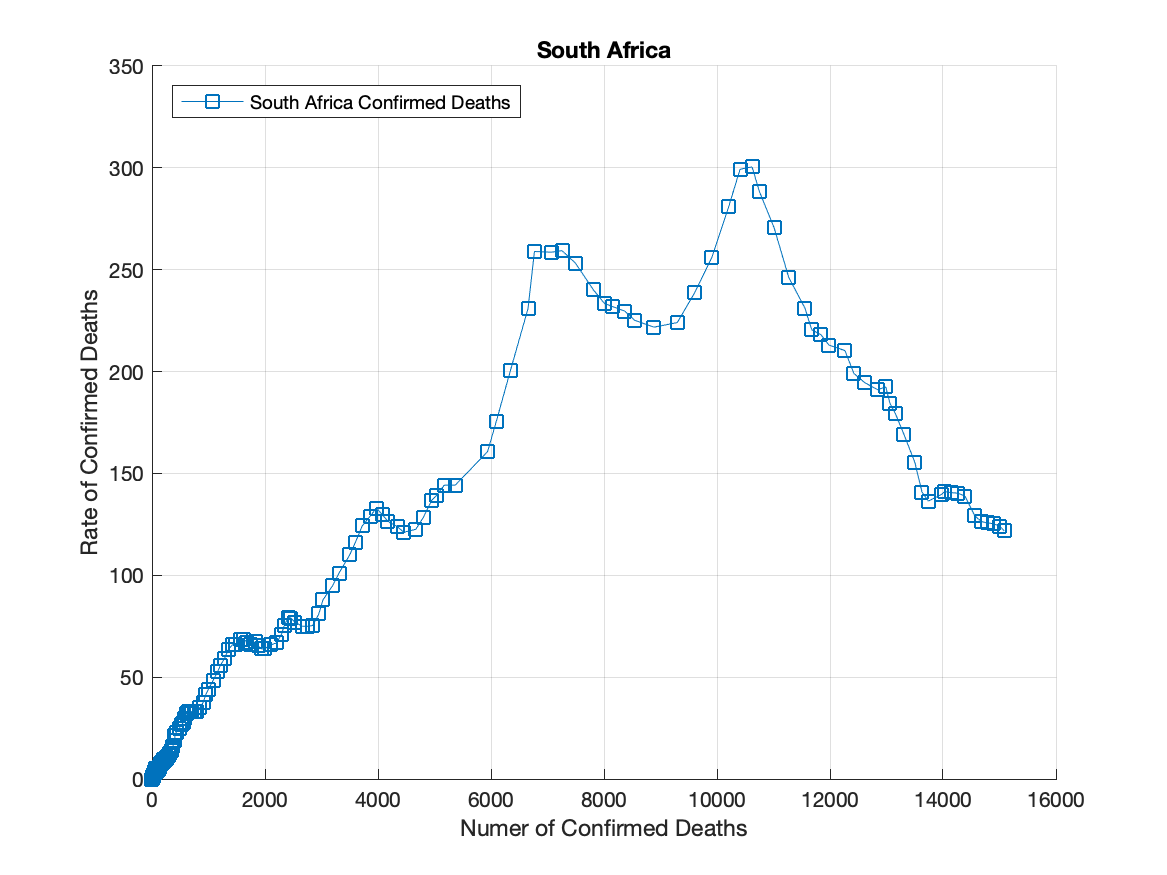 South Africa
South Africa Confirmed Deaths
350
300
250
200
150
100
50
0
Rate of Confirmed Deaths
0 2000 4000 6000 8000 10000 12000 14000 16000
Numer of Confirmed Deaths